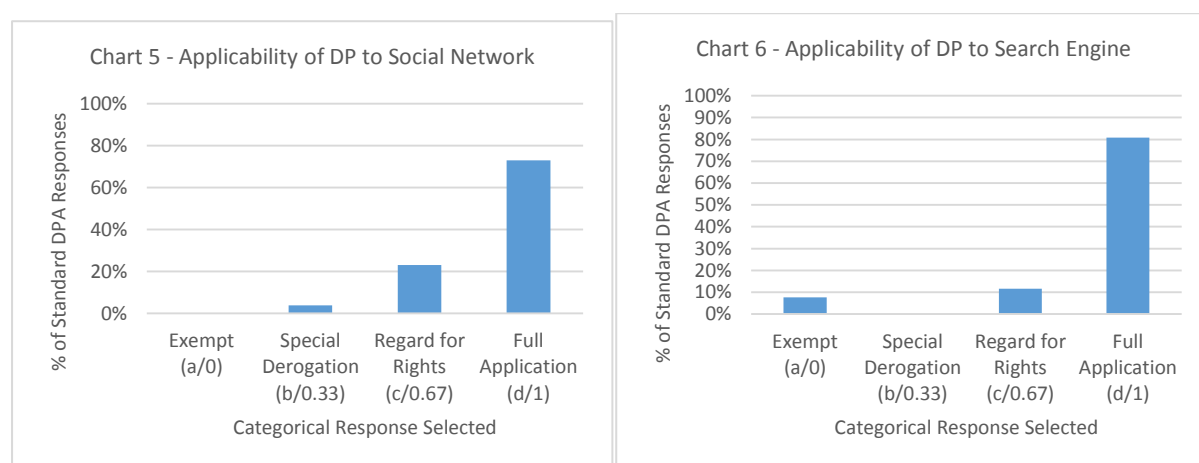 Chart 5 - Applicability of DP to Social Network
% of Standard DPA Responses
100%
80%
60%
40%
20%
0%
Exempt
(a/0)
Special
Derogation
(b/0.33)
Regard for
Rights
(c/0.67)
Full
Application
(d/1)
Categorical Response Selected
Chart 6 - Applicability of DP to Search Engine
% of Standard DPA Responses
100%
90%
80%
70%
60%
50%
40%
30%
20%
10%
0%
Exempt
(a/0)
Special
Derogation
(b/0.33)
Regard for
Rights
(c/0.67)
Full
Application
(d/1)
Categorical Response Selected